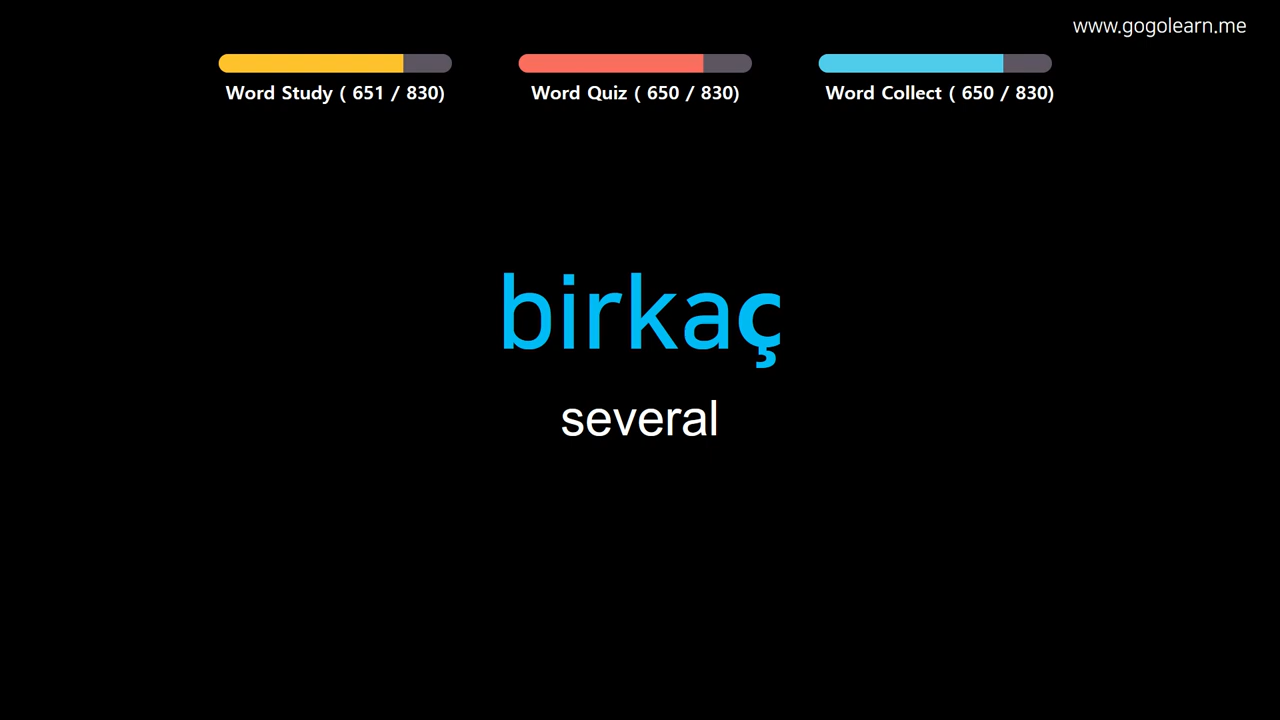 www.gogolearn.me
Word Study ( 651 / 830)
Word Quiz ( 650 / 830)
Word Collect ( 650 / 830)
birkaç
several